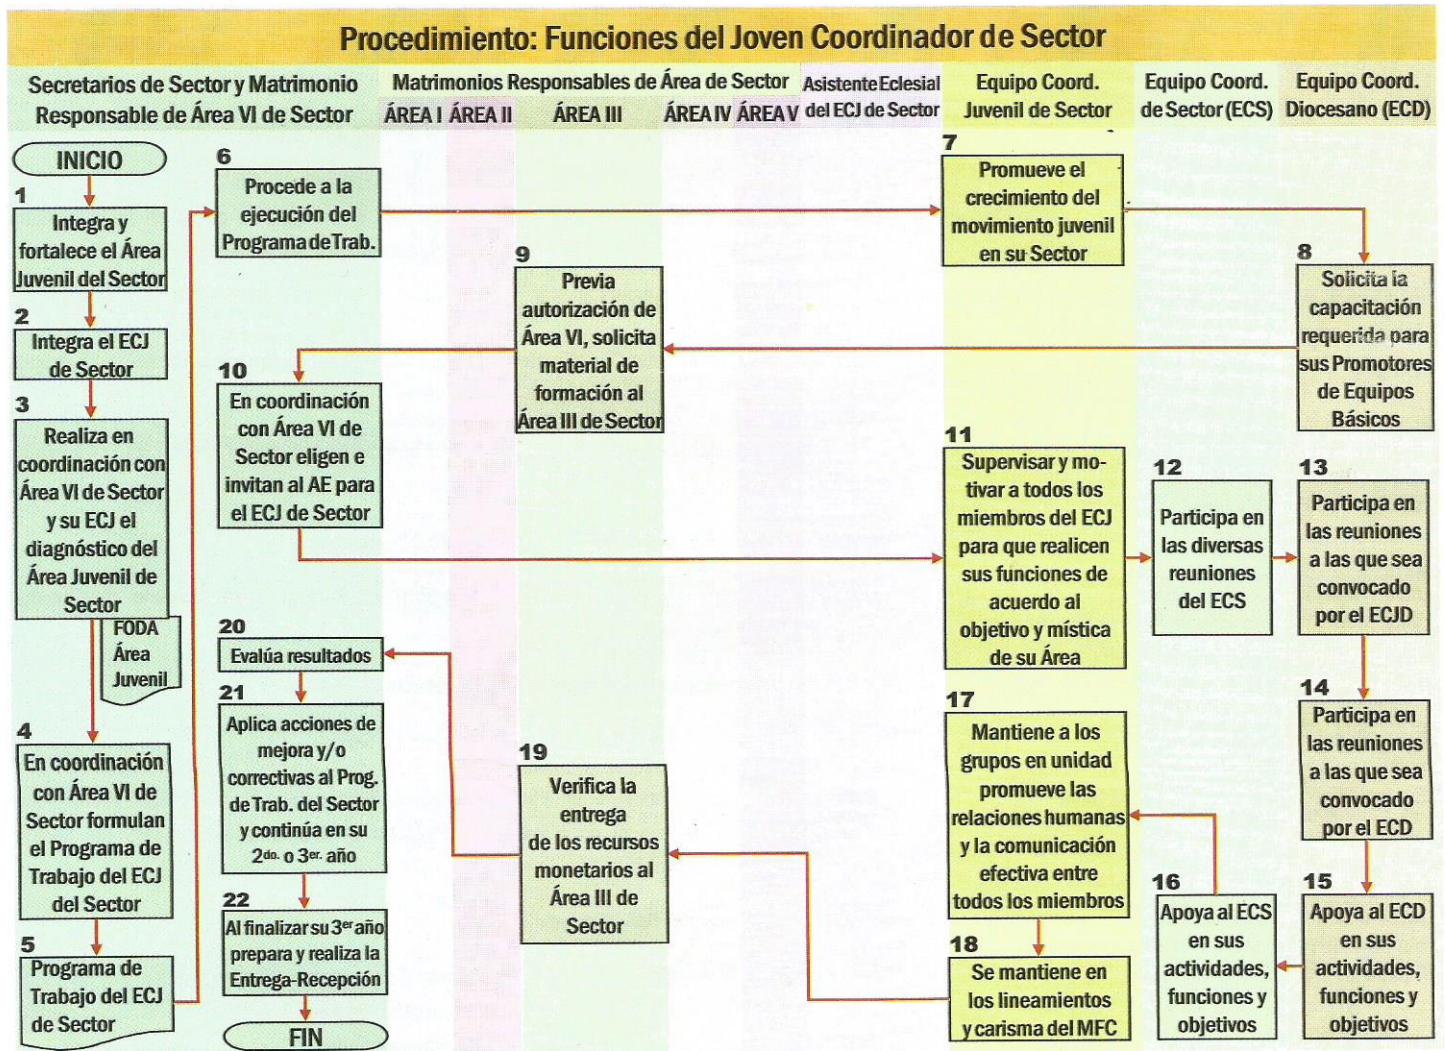 Procedimiento: Funciones del Joven Coordinador de Sector
Secretarios de Sector y Matrimonio
Responsable de Área VI de Sector
Matrimonios Responsables de Área de Sector
ÁREA I
ÁREA II
ÁREA III
ÁREA IV
ÁREA V
Asistente Eclesial
del ECJ de Sector
Equipo Coord.
Juvenil de Sector
Equipo Coord.
de Sector (ECS)
Equipo Coord.
Diocesano (ECD)
INICIO
1
Integra y
fortalece el Área
Juvenil del Sector
2
Integra el ECJ
de Sector
3
Realiza en
coordinación con
Área VI de Sector
y su ECJ el
diagnóstico del
Área Juvenil de
Sector
FODA
Área
Juvenil
4
En coordinación
con Área VI de
Sector formulan
el Programa de
Trabajo del ECJ
del Sector
5
Programa de
Trabajo del ECJ
de Sector
6
Procede a la
ejecución del
Programa de Trab.
7
Promueve el
crecimiento del
movimiento juvenil
en su Sector
8
Solicita la
capacitación
requerida para
sus Promotores
de Equipos
Básicos
9
Previa
autorización de
Área VI, solicita
material de
formación al
Área III de Sector
10
En coordinación
con Área VI de
Sector eligen e
invitan al AE para
el ECJ de Sector
11
Supervisar y mo-
tivar a todos los
miembros del ECJ
para que realicen
sus funciones de
acuerdo al
objetivo y mística
de su Área
12
Participa en
las diversas
reuniones
del ECS
13
Participa en
las reuniones
a las que sea
convocado
por el ECJD
14
Participa en
las reuniones
a las que sea
convocado
por el ECD
15
Apoya al ECD
en sus
actividades,
funciones y
objetivos
16
Apoya al ECS
en sus
actividades,
funciones y
objetivos
17
Mantiene a los
grupos en unidad
promueve las
relaciones humanas
y la comunicación
efectiva entre
todos los miembros
18
Se mantiene en
los lineamientos
y carisma del MFC
19
Verifica la
entrega
de los recursos
monetarios al
Área III de
Sector
20
Evalúa resultados
21
Aplica acciones de
mejora y/o
correctivas al Prog.
de Trab. del Sector
y continúa en su
2do. o 3er. año
22
Al finalizar su 3er año
prepara y realiza la
Entrega-Recepción
FIN